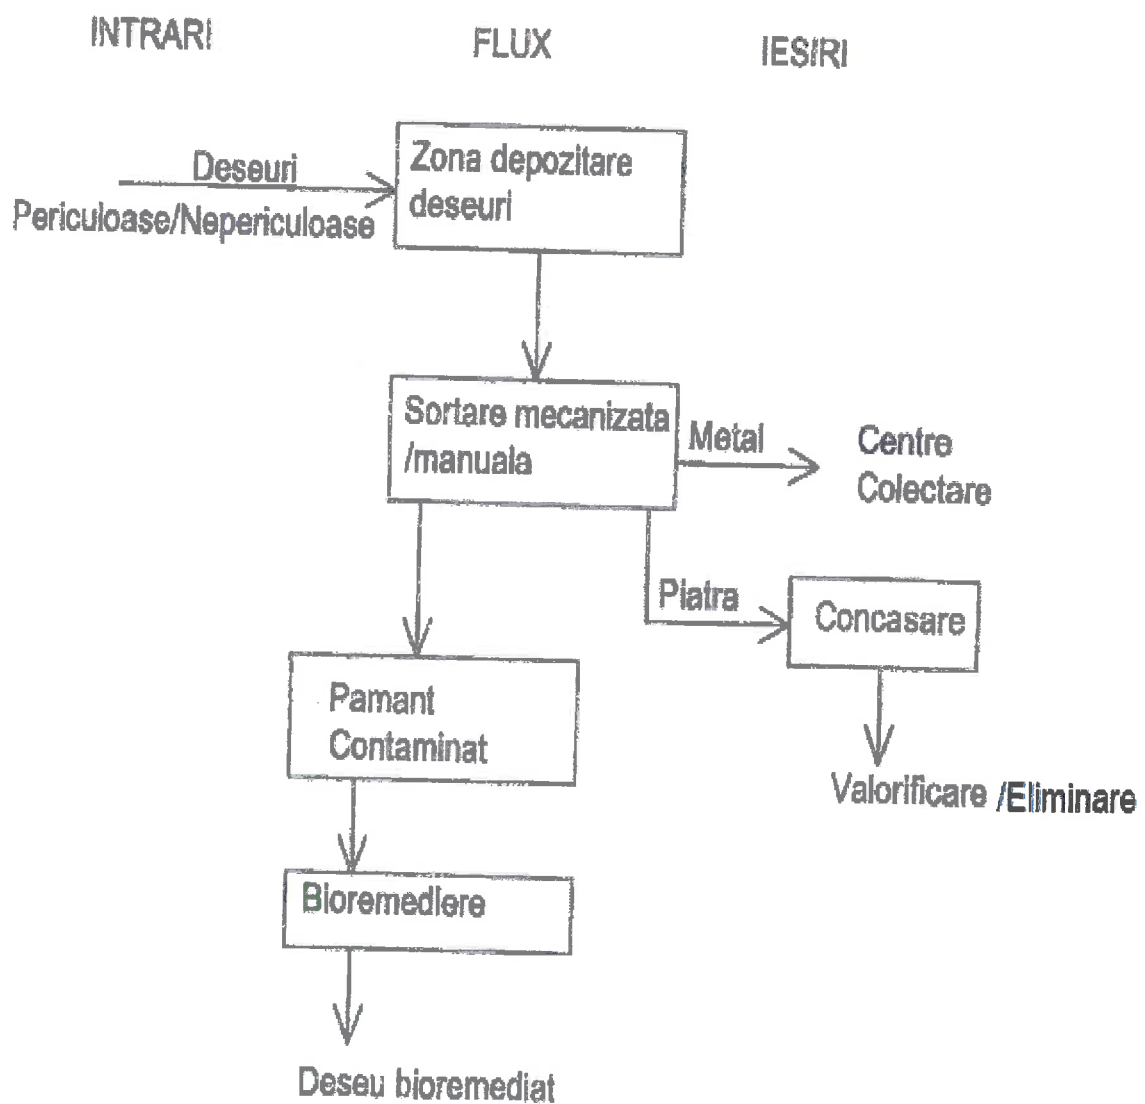 INTRARI
FLUX
IESIRI
Deseuri
Periculoase/Nepericuloase
Zona depozitare
deseuri
Sortare mecanizata
/manuala
Metal
Centre
Colectare
Piatra
Concasare
Valorificare /Eliminare
Pamant
Contaminat
Bioremediere
Deseu bioremediat